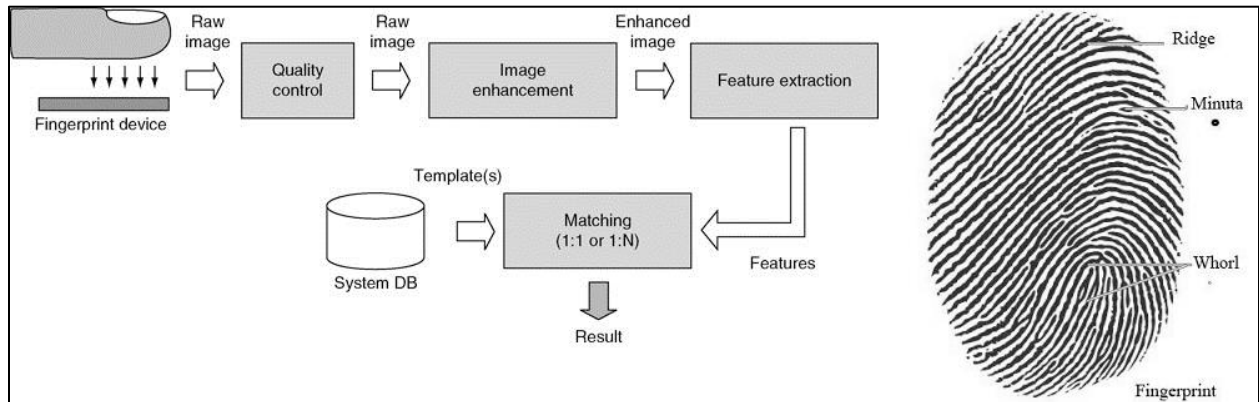 Raw
image
Raw
image
Enhanced
image
Quality
control
Image
enhancement
Feature extraction
Fingerprint device
Template(s)
Matching
(1:1 or 1:N)
System DB
Features
Result
Ridge
Minuta
Whorl
Fingerprint